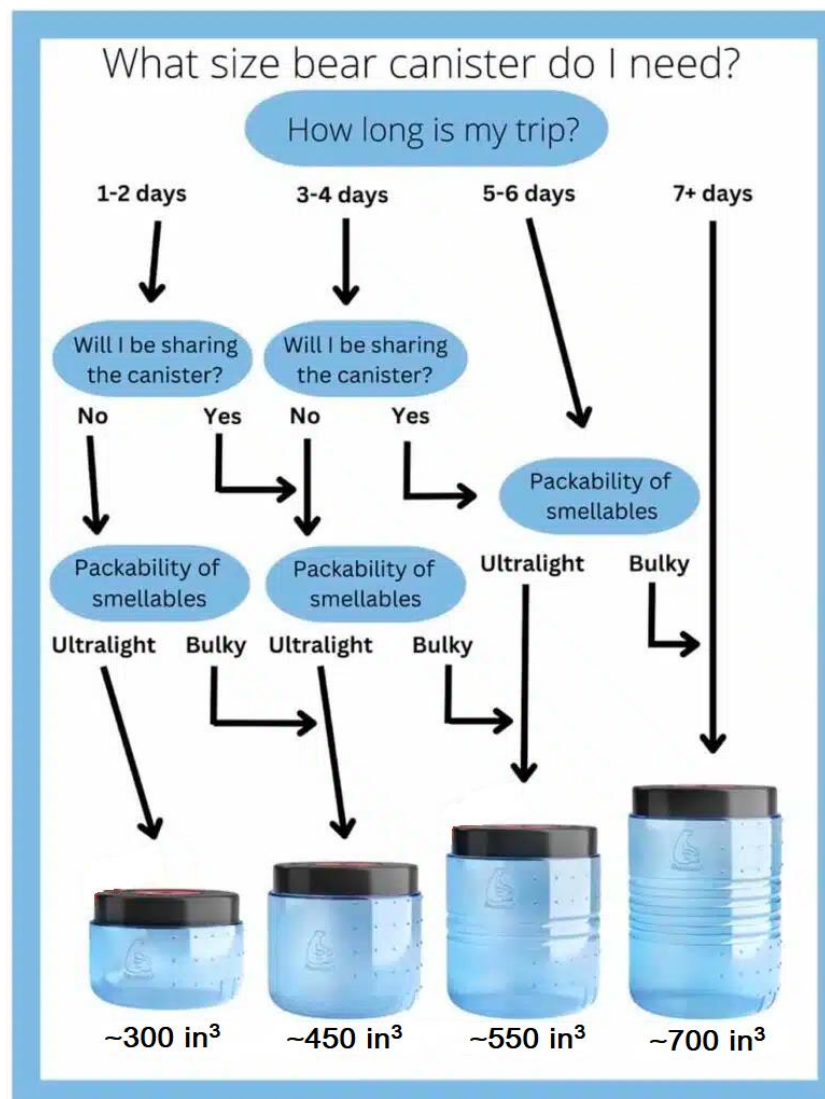 What size bear canister do I need?
How long is my trip?
1-2 days
3-4 days
5-6 days
7+ days
Will I be sharing
the canister?
Will I be sharing
the canister?
No
Yes
No
Yes
Packability of
smellables
Ultralight
Bulky
Packability of
smellables
Packability of
smellables
Ultralight
Bulky
Ultralight
Bulky
~300 in³
~450 in³
~550 in³
~700 in³